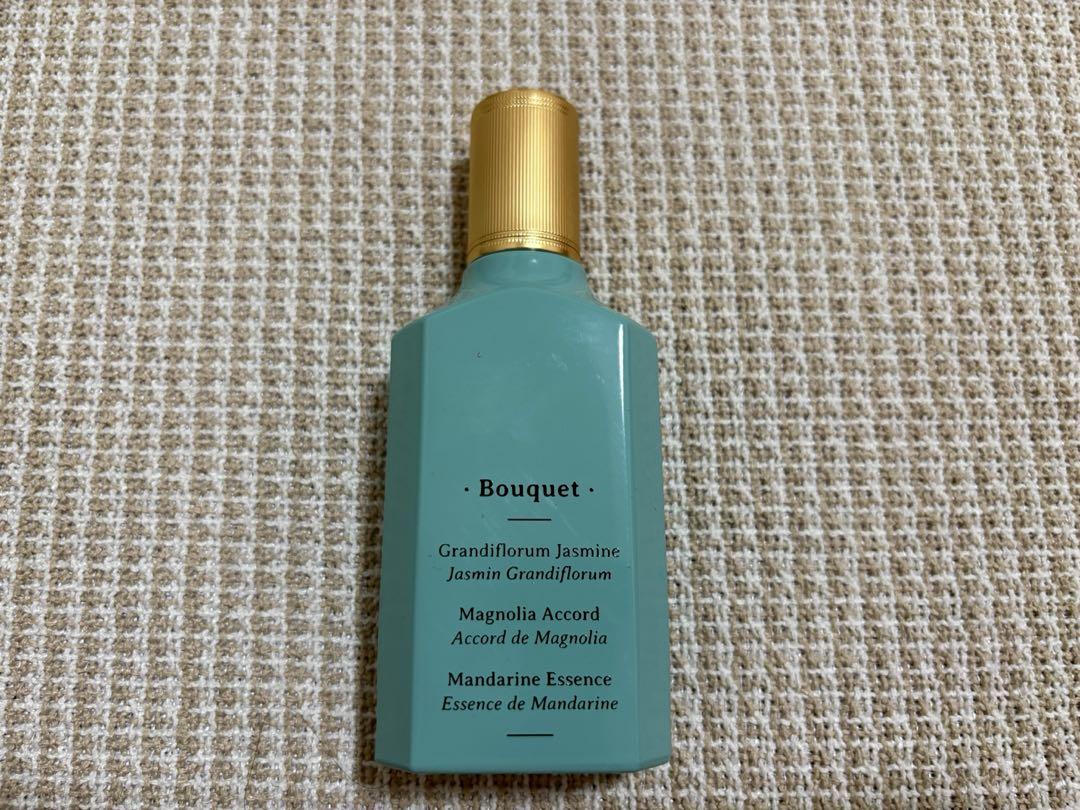 · Bouquet ·
Grandiflorum Jasmine
Jasmin Grandiflorum
Magnolia Accord
Accord de Magnolia
Mandarine Essence
Essence de Mandarine